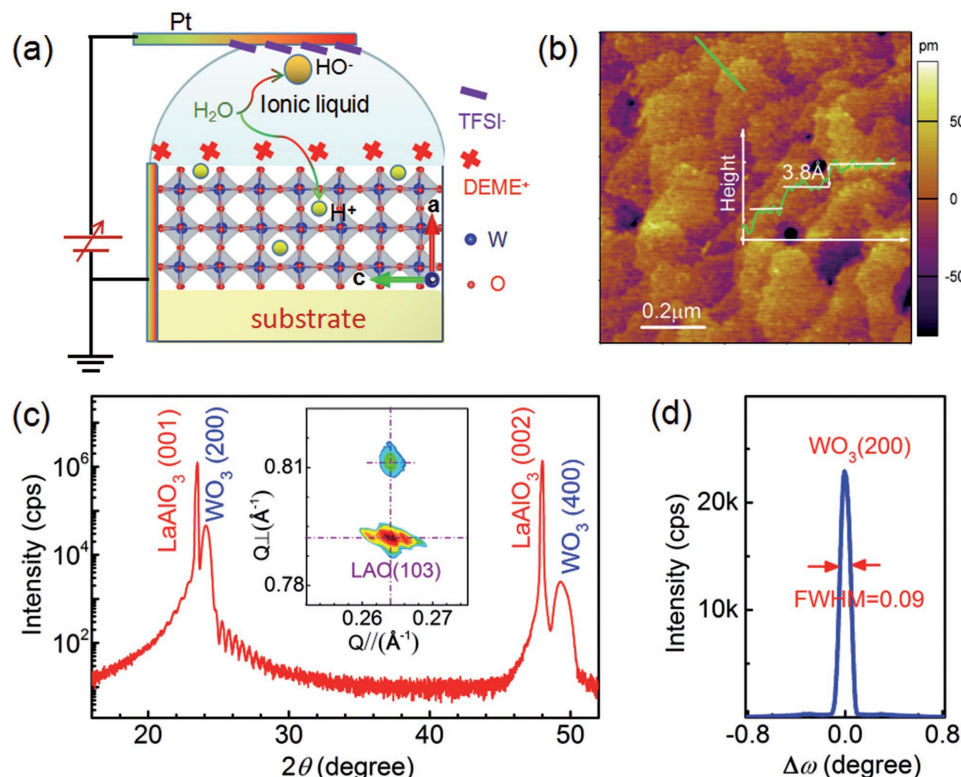 (a)
Pt
HO⁻
Ionic liquid
H₂O
TFSI⁻
DEME⁺
H⁺
a
W
c
O
substrate
(b)
pm
50
0
-50
Height
3.8Å
0.2μm
(c)
Intensity (cps)
10⁶
10⁴
10²
LaAlO₃ (001)
WO₃ (200)
Q⊥(Å⁻¹)
0.81
0.78
LAO(103)
0.26 0.27
Q//(Å⁻¹)
LaAlO₃ (002)
WO₃ (400)
20 30 40 50
2θ (degree)
(d)
Intensity (cps)
20k
10k
WO₃(200)
FWHM=0.09
-0.8 0.0 0.8
Δω (degree)